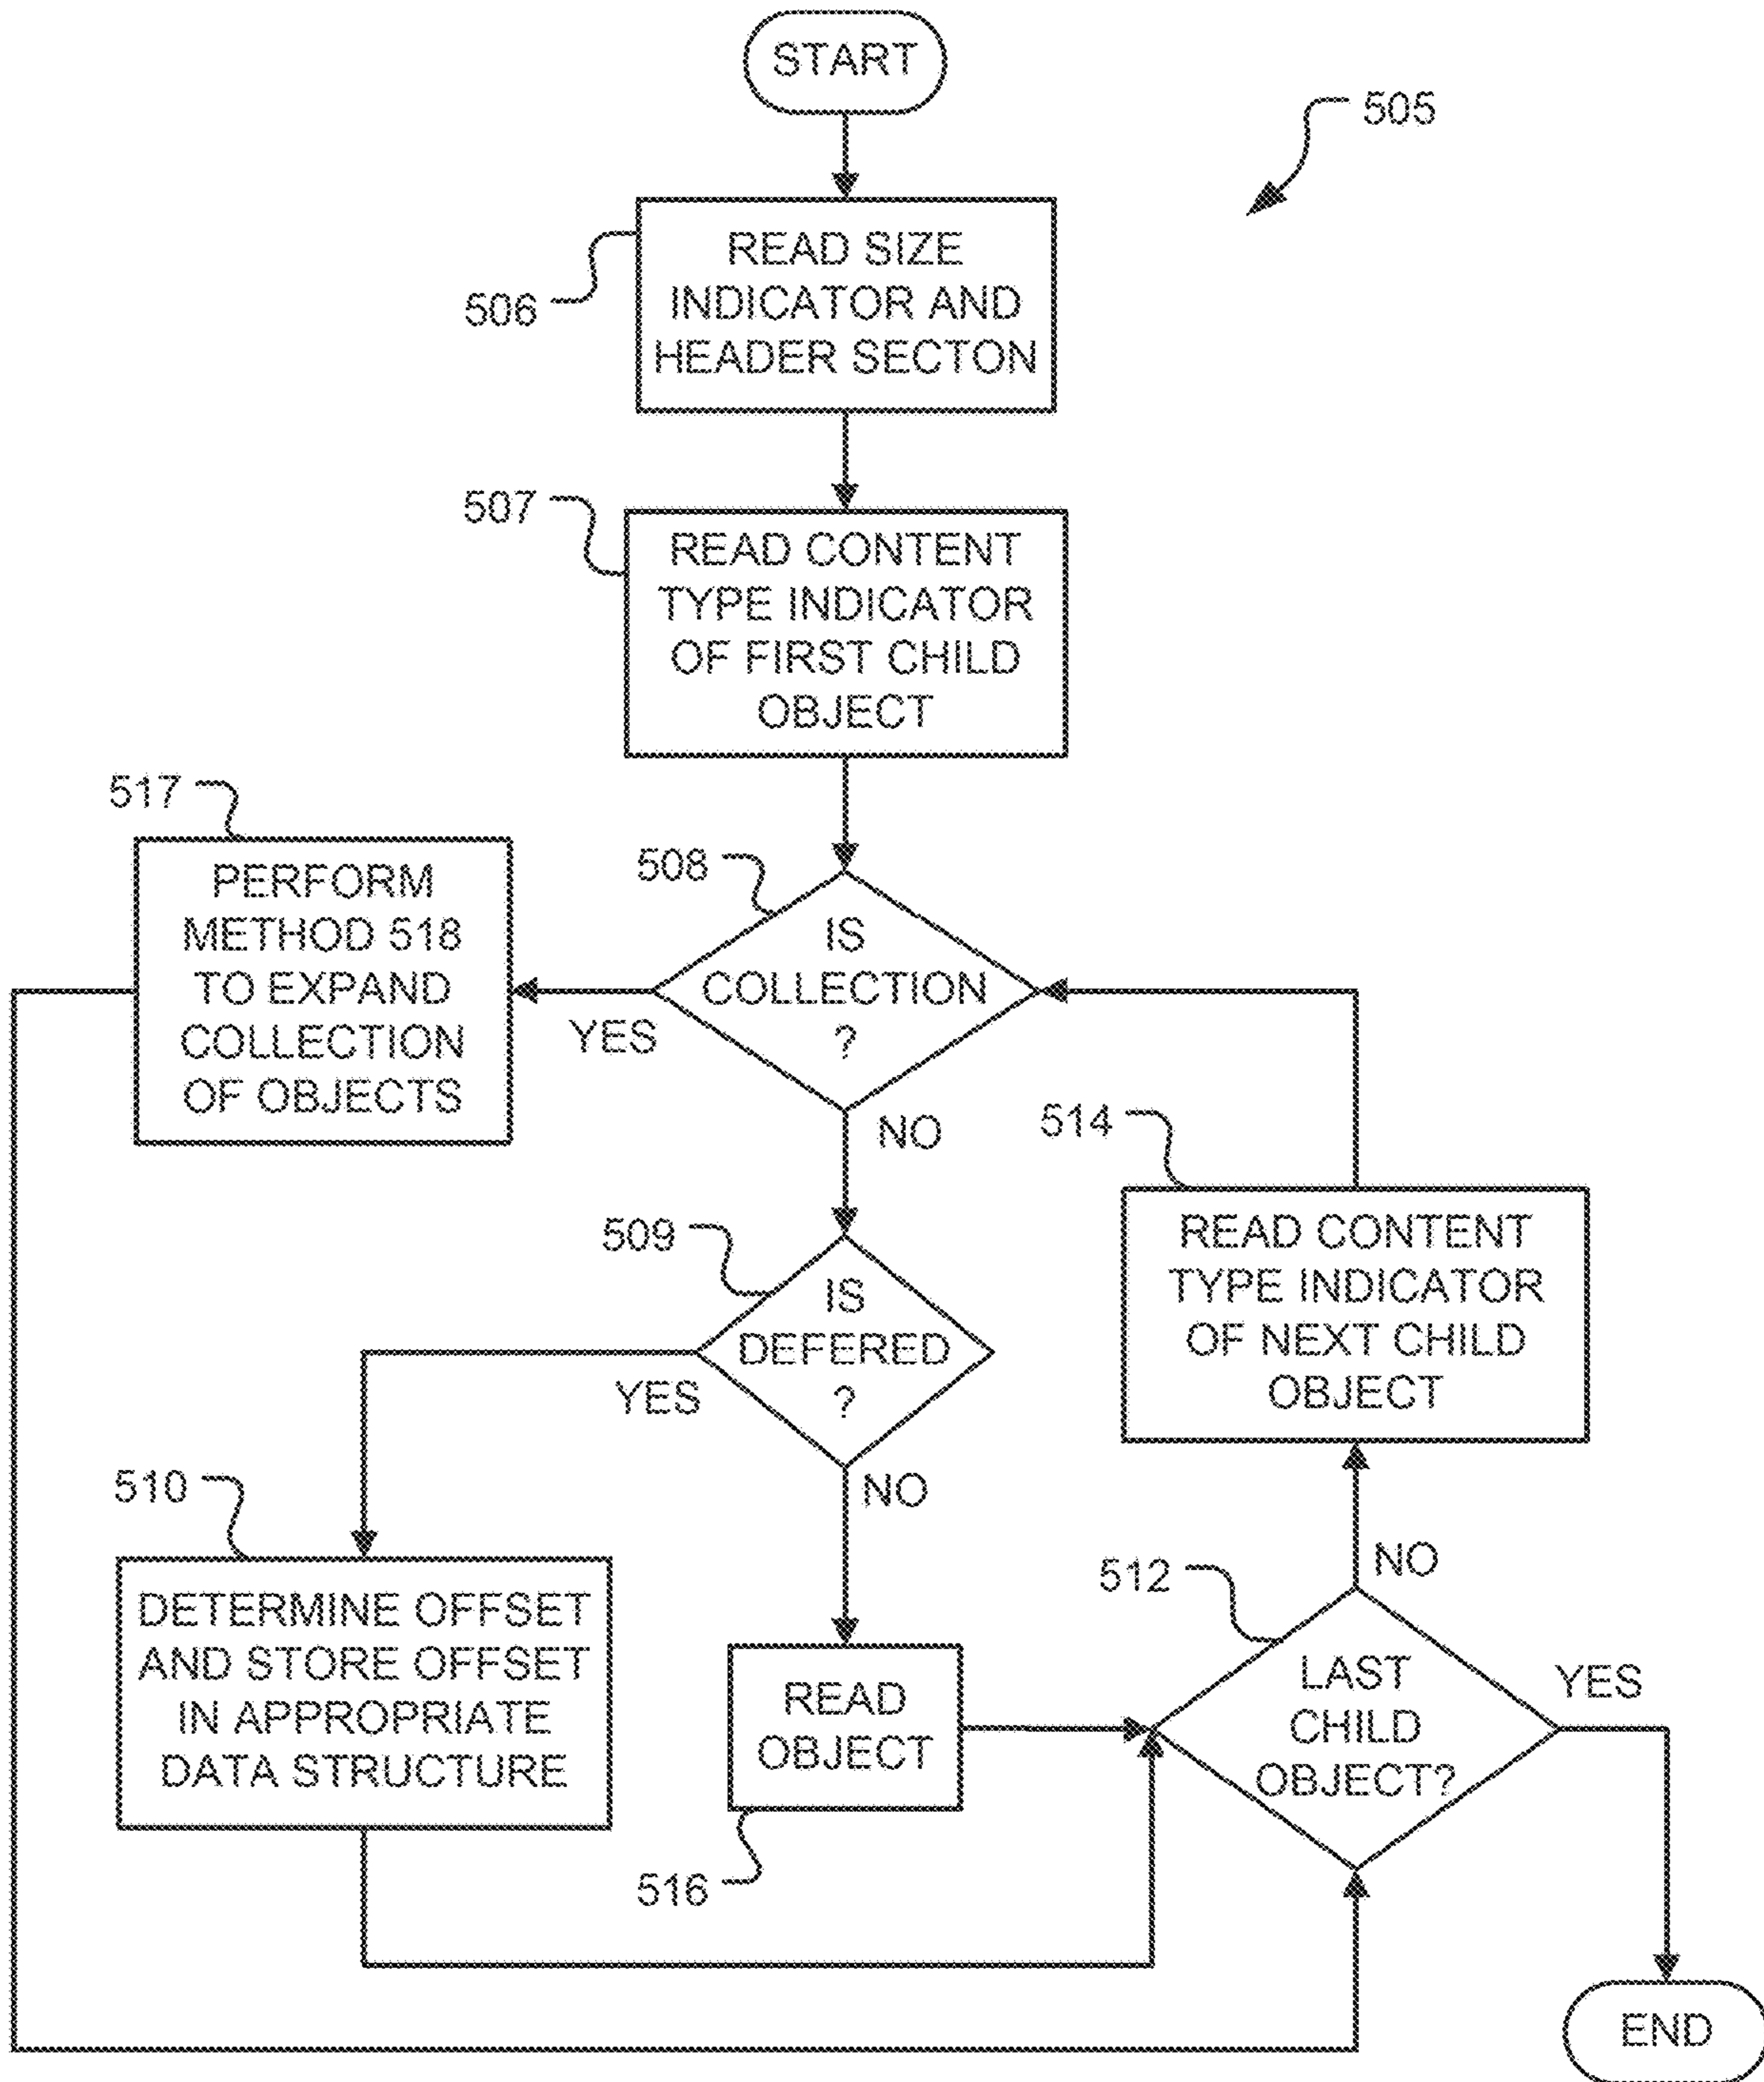 START
505
READ SIZE
INDICATOR AND
HEADER SECTON
506
507
READ CONTENT
TYPE INDICATOR
OF FIRST CHILD
OBJECT
517
PERFORM
METHOD 518
TO EXPAND
COLLECTION
OF OBJECTS
508
IS
COLLECTION
?
YES
NO
514
READ CONTENT
TYPE INDICATOR
OF NEXT CHILD
OBJECT
509
IS
DEFERED
?
YES
NO
510
DETERMINE OFFSET
AND STORE OFFSET
IN APPROPRIATE
DATA STRUCTURE
READ
OBJECT
516
512
NO
LAST
CHILD
OBJECT?
YES
END